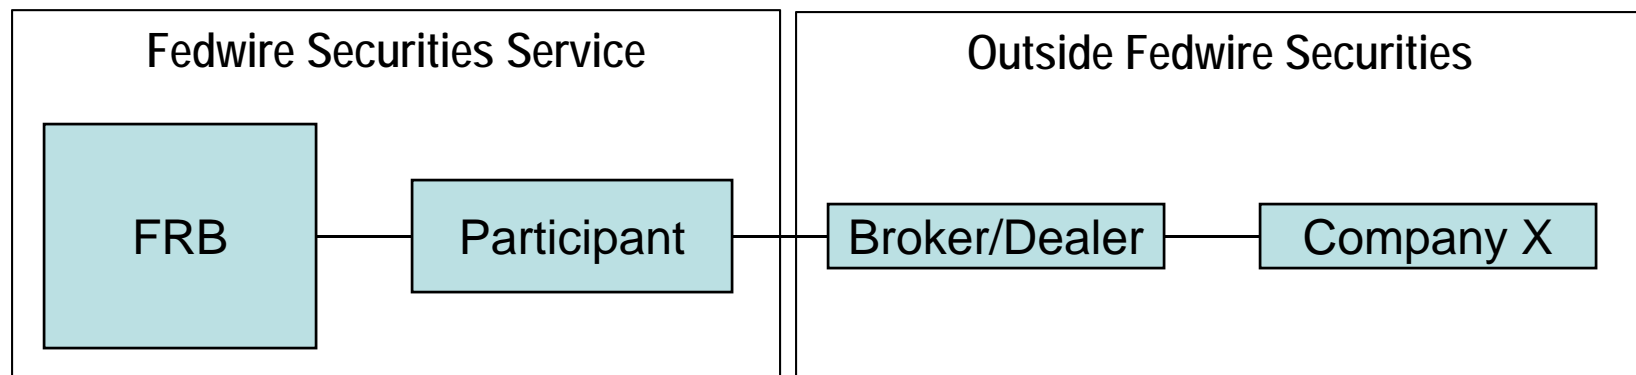 Fedwire Securities Service
Outside Fedwire Securities
FRB
Participant
Broker/Dealer
Company X